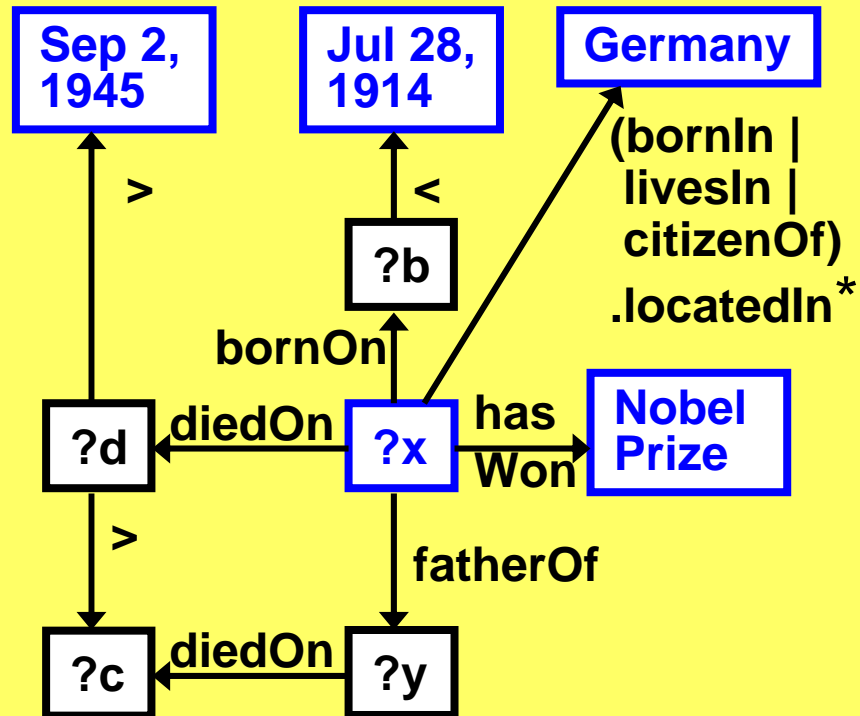 Sep 2,
1945
Jul 28,
1914
Germany
(bornIn |
livesIn |
citizenOf)
.locatedIn*
>
<
?b
bornOn
?d
diedOn
?x
has
Won
Nobel
Prize
>
fatherOf
?c
diedOn
?y